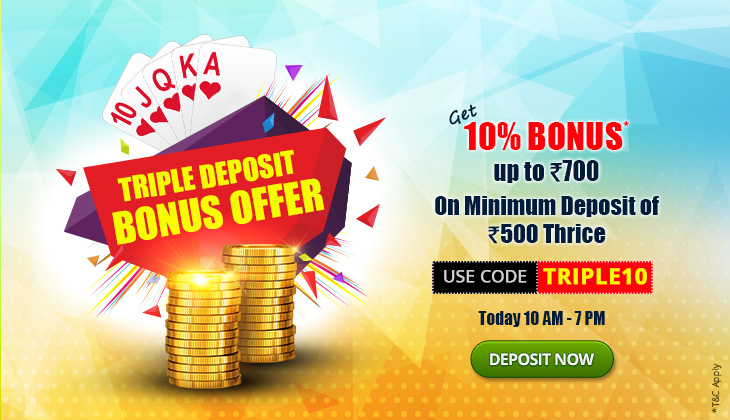 10 J Q K A
TRIPLE DEPOSIT
BONUS OFFER
Get
10% BONUS*
up to ₹700
On Minimum Deposit of
₹500 Thrice
USE CODE TRIPLE10
Today 10 AM - 7 PM
DEPOSIT NOW
*T&C Apply